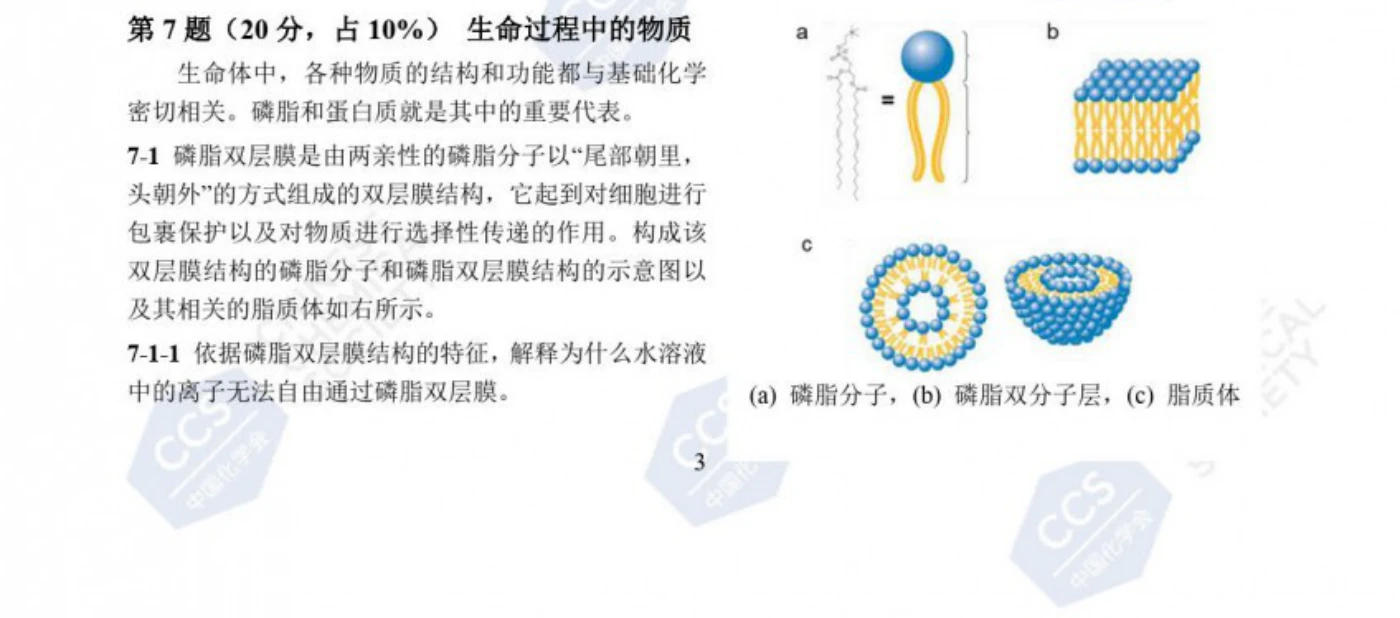 第 7 题（20 分，占 10%） 生命过程中的物质
生命体中，各种物质的结构和功能都与基础化学
密切相关。磷脂和蛋白质就是其中的重要代表。
7-1 磷脂双层膜是由两亲性的磷脂分子以“尾部朝里，
头朝外”的方式组成的双层膜结构，它起到对细胞进行
包裹保护以及对物质进行选择性传递的作用。构成该
双层膜结构的磷脂分子和磷脂双层膜结构的示意图以
及其相关的脂质体如右所示。
7-1-1 依据磷脂双层膜结构的特征，解释为什么水溶液
中的离子无法自由通过磷脂双层膜。
a
=
b
c
(a) 磷脂分子，(b) 磷脂双分子层，(c) 脂质体
3
CCS
中国化学会
CCS
中国化学会